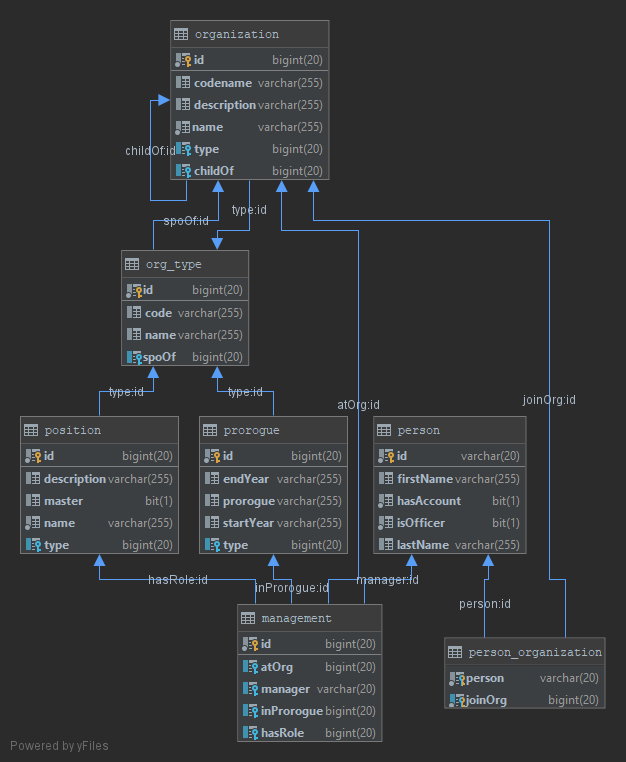 organization
id bigint(20)
codename varchar(255)
description varchar(255)
name varchar(255)
type bigint(20)
childOf bigint(20)
childOf:id
spoOf:id
type:id
org_type
id bigint(20)
code varchar(255)
name varchar(255)
spoOf bigint(20)
type:id
type:id
atOrg:id
joinOrg:id
position
id bigint(20)
description varchar(255)
master bit(1)
name varchar(255)
type bigint(20)
prorogue
id bigint(20)
endYear varchar(255)
prorogue varchar(255)
startYear varchar(255)
type bigint(20)
person
id varchar(20)
firstName varchar(255)
hasAccount bit(1)
isOfficer bit(1)
lastName varchar(255)
hasRole:id
inProrogue:id
manager:id
person:id
management
id bigint(20)
atOrg bigint(20)
manager varchar(20)
inProrogue bigint(20)
hasRole bigint(20)
person_organization
person varchar(20)
joinOrg bigint(20)
Powered by yFiles